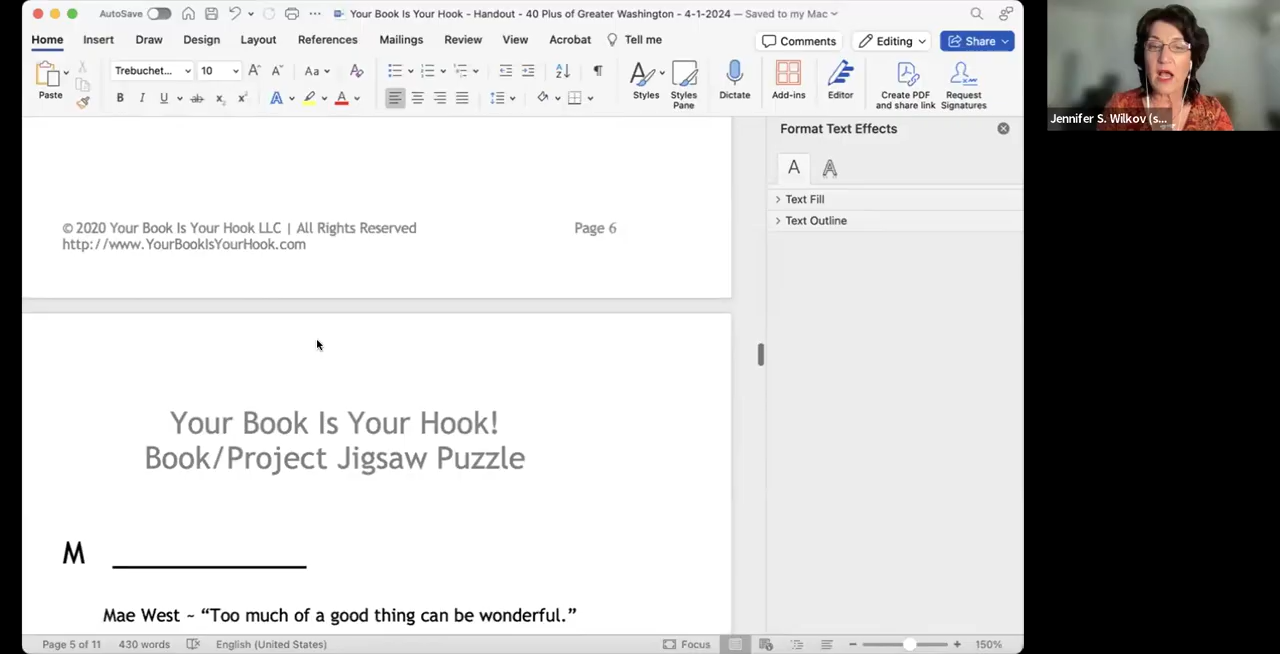 AutoSave
Your Book Is Your Hook - Handout - 40 Plus of Greater Washington - 4-1-2024 — Saved to my Mac
Home Insert Draw Design Layout References Mailings Review View Acrobat Tell me
Comments Editing Share
Paste
Trebuchet... 10
Aa
B I U ab x₂ x² A A
Styles
Styles Pane
Dictate
Add-ins
Editor
Create PDF and share link
Request Signatures
Format Text Effects
A A
Text Fill
Text Outline
© 2020 Your Book Is Your Hook LLC | All Rights Reserved Page 6
http://www.YourBookIsYourHook.com
Your Book Is Your Hook!
Book/Project Jigsaw Puzzle
M
Mae West ~ “Too much of a good thing can be wonderful.”
Page 5 of 11 430 words English (United States) Focus 150%
Jennifer S. Wilkov (s...